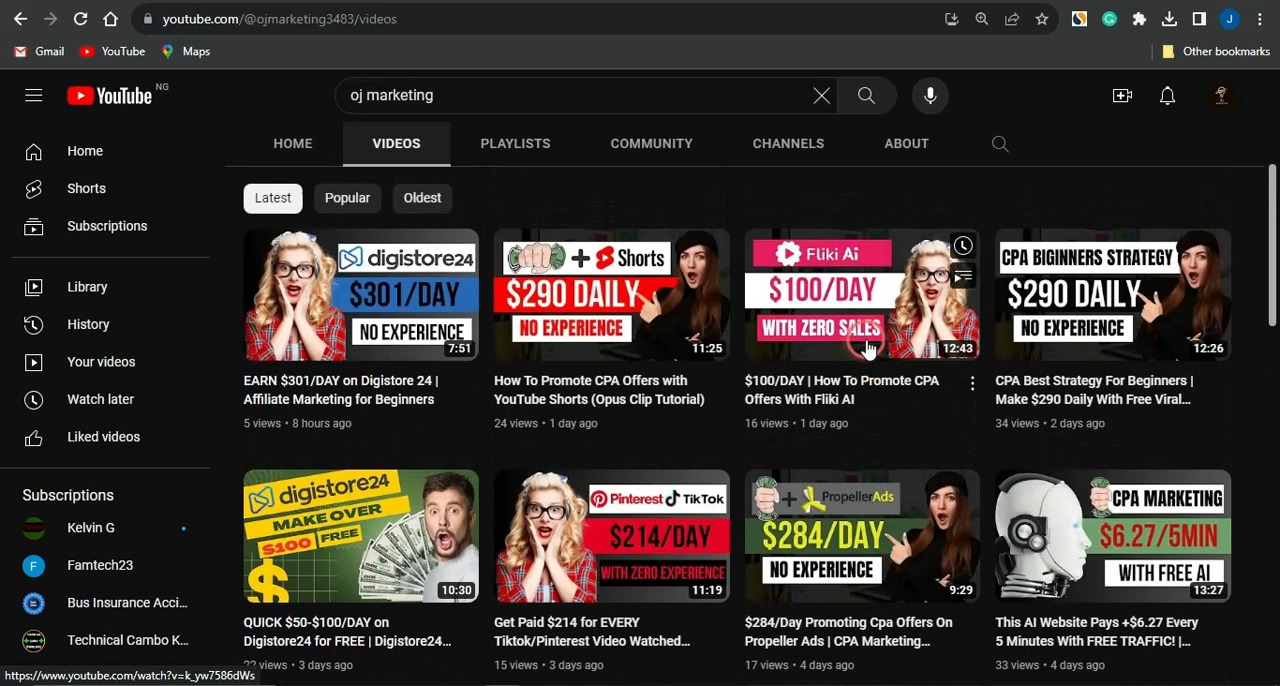 youtube.com/@ojmarketing3483/videos
J
Gmail
YouTube
Maps
Other bookmarks
YouTube NG
oj marketing
HOME
VIDEOS
PLAYLISTS
COMMUNITY
CHANNELS
ABOUT
Home
Shorts
Subscriptions
Library
History
Your videos
Watch later
Liked videos
Subscriptions
Kelvin G
F
Famtech23
Bus Insurance Acci...
Technical Cambo K...
Latest
Popular
Oldest
digistore24
$301/DAY
NO EXPERIENCE
7:51
EARN $301/DAY on Digistore 24 |
Affiliate Marketing for Beginners
5 views • 8 hours ago
+ Shorts
$290 DAILY
NO EXPERIENCE
11:25
How To Promote CPA Offers with
YouTube Shorts (Opus Clip Tutorial)
24 views • 1 day ago
Fliki Ai
$100/DAY
WITH ZERO SALES
12:43
$100/DAY | How To Promote CPA
Offers With Fliki AI
16 views • 1 day ago
CPA BIGINNERS STRATEGY
$290 DAILY
NO EXPERIENCE
12:26
CPA Best Strategy For Beginners |
Make $290 Daily With Free Viral...
34 views • 2 days ago
digistore24
MAKE OVER
$100 FREE
$
10:30
QUICK $50-$100/DAY on
Digistore24 for FREE | Digistore24...
22 views • 3 days ago
Pinterest TikTok
$214/DAY
WITH ZERO EXPERIENCE
11:19
Get Paid $214 for EVERY
Tiktok/Pinterest Video Watched...
15 views • 3 days ago
+ PropellerAds
$284/DAY
NO EXPERIENCE
9:29
$284/Day Promoting Cpa Offers On
Propeller Ads | CPA Marketing...
17 views • 4 days ago
CPA MARKETING
$6.27/5MIN
WITH FREE AI
13:27
This AI Website Pays +$6.27 Every
5 Minutes With FREE TRAFFIC! |...
33 views • 4 days ago
https://www.youtube.com/watch?v=k_yw7586dWs